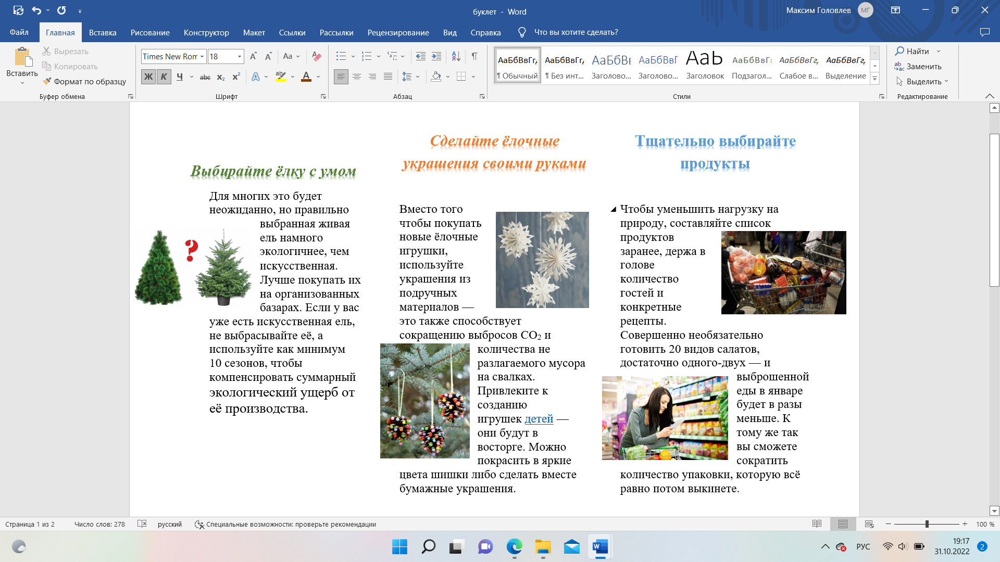 буклет - Word
Максим Головлев
МГ
Файл
Главная
Вставка
Рисование
Конструктор
Макет
Ссылки
Рассылки
Рецензирование
Вид
Справка
Что вы хотите сделать?
Вставить
Вырезать
Копировать
Формат по образцу
Буфер обмена
Times New Rom
18
Aa
Ж К Ч abc x₂ x² A ab A
Шрифт
Абзац
АаБбВвГг,
¶ Обычный
АаБбВвГг,
¶ Без инт...
АаБбВв
Заголово...
АаБбВвГ
Заголово...
АаЬ
Заголовок
АаБбВвГг
Подзагол...
АаБбВвГг,
Слабое в...
АаБбВвГг,
Выделение
Стили
Найти
Заменить
Выделить
Редактирование
Выбирайте ёлку с умом
Для многих это будет
неожиданно, но правильно
выбранная живая
ель намного
экологичнее, чем
искусственная.
Лучше покупать их
на организованных
базарах. Если у вас
уже есть искусственная ель,
не выбрасывайте её, а
используйте как минимум
10 сезонов, чтобы
компенсировать суммарный
экологический ущерб от
её производства.
?
Сделайте ёлочные
украшения своими руками
Вместо того
чтобы покупать
новые ёлочные
игрушки,
используйте
украшения из
подручных
материалов —
это также способствует
сокращению выбросов CO₂ и
количества не
разлагаемого мусора
на свалках.
Привлеките к
созданию
игрушек детей —
они будут в
восторге. Можно
покрасить в яркие
цвета шишки либо сделать вместе
бумажные украшения.
Тщательно выбирайте
продукты
Чтобы уменьшить нагрузку на
природу, составляйте список
продуктов
заранее, держа в
голове
количество
гостей и
конкретные
рецепты.
Совершенно необязательно
готовить 20 видов салатов,
достаточно одного-двух — и
выброшенной
еды в январе
будет в разы
меньше. К
тому же так
вы сможете
сократить
количество упаковки, которую всё
равно потом выкинете.
Страница 1 из 2
Число слов: 278
русский
Специальные возможности: проверьте рекомендации
100 %
РУС
19:17
31.10.2022
2